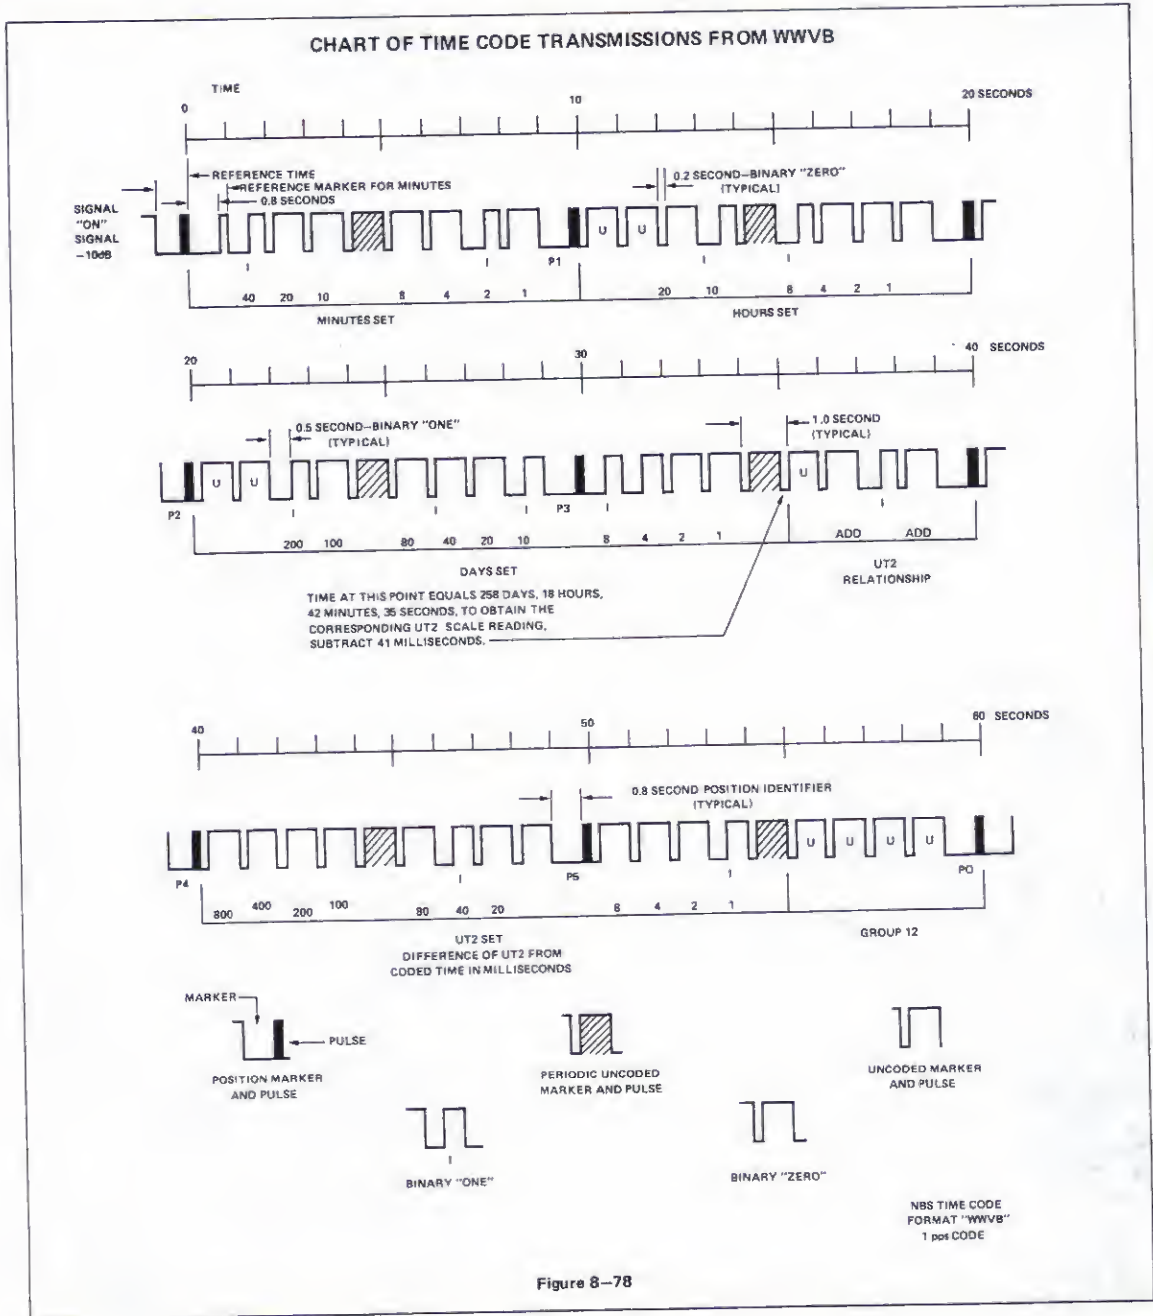 CHART OF TIME CODE TRANSMISSIONS FROM WWVB
TIME
0 10 20 SECONDS
REFERENCE TIME
REFERENCE MARKER FOR MINUTES
0.8 SECONDS
0.2 SECOND–BINARY "ZERO"
(TYPICAL)
SIGNAL
"ON"
SIGNAL
–10dB
U U
I I P1 I I
40 20 10 8 4 2 1 20 10 8 4 2 1
MINUTES SET HOURS SET
20 30 40 SECONDS
0.5 SECOND–BINARY "ONE"
(TYPICAL)
1.0 SECOND
(TYPICAL)
U U U
P2 I I I P3 I I
200 100 80 40 20 10 8 4 2 1 ADD ADD
DAYS SET
UT2
RELATIONSHIP
TIME AT THIS POINT EQUALS 258 DAYS, 18 HOURS,
42 MINUTES, 35 SECONDS, TO OBTAIN THE
CORRESPONDING UT2 SCALE READING,
SUBTRACT 41 MILLISECONDS.
40 50 60 SECONDS
0.8 SECOND POSITION IDENTIFIER
(TYPICAL)
U U U U
P4 I P5 I P0
800 400 200 100 80 40 20 8 4 2 1
UT2 SET
DIFFERENCE OF UT2 FROM
CODED TIME IN MILLISECONDS
GROUP 12
MARKER
PULSE
POSITION MARKER
AND PULSE
PERIODIC UNCODED
MARKER AND PULSE
UNCODED MARKER
AND PULSE
I
BINARY "ONE"
BINARY "ZERO"
NBS TIME CODE
FORMAT "WWVB"
1 pps CODE
Figure 8–78